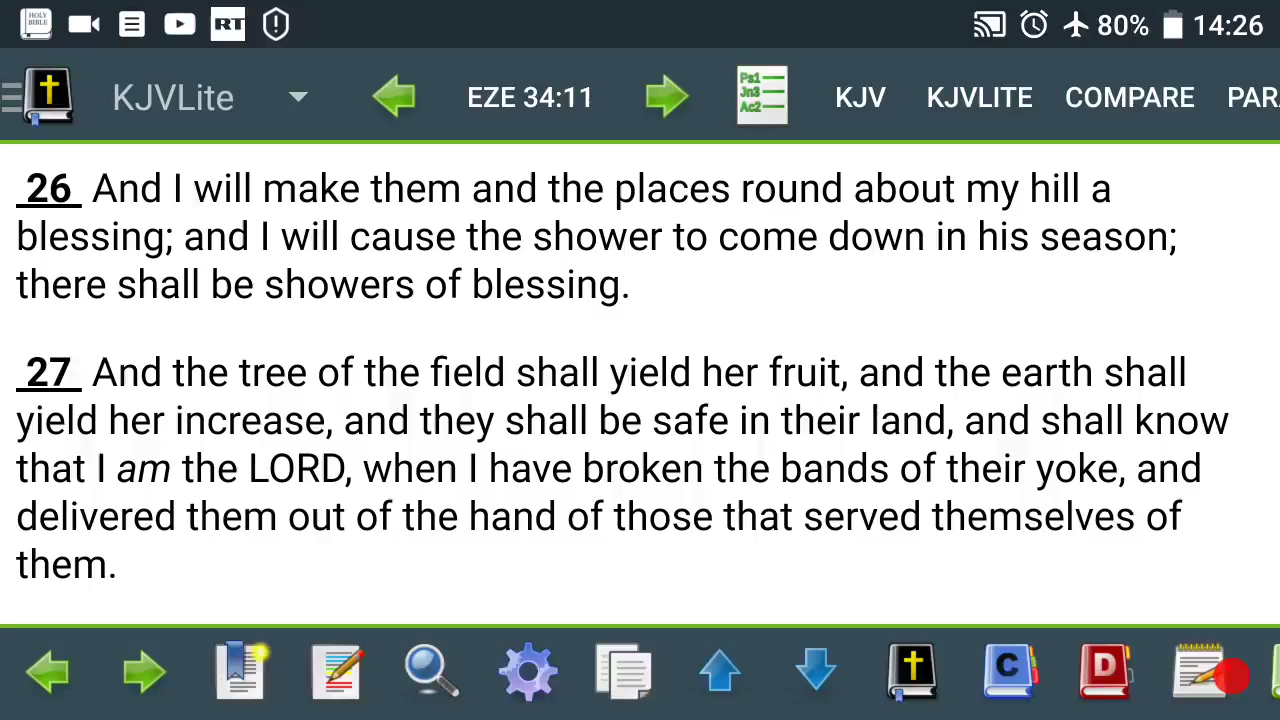 HOLY BIBLE RT 80% 14:26
KJVLite EZE 34:11 Ps1 Jn3 Ac2 KJV KJVLITE COMPARE PAR
26 And I will make them and the places round about my hill a
blessing; and I will cause the shower to come down in his season;
there shall be showers of blessing.
27 And the tree of the field shall yield her fruit, and the earth shall
yield her increase, and they shall be safe in their land, and shall know
that I am the LORD, when I have broken the bands of their yoke, and
delivered them out of the hand of those that served themselves of
them.
C D